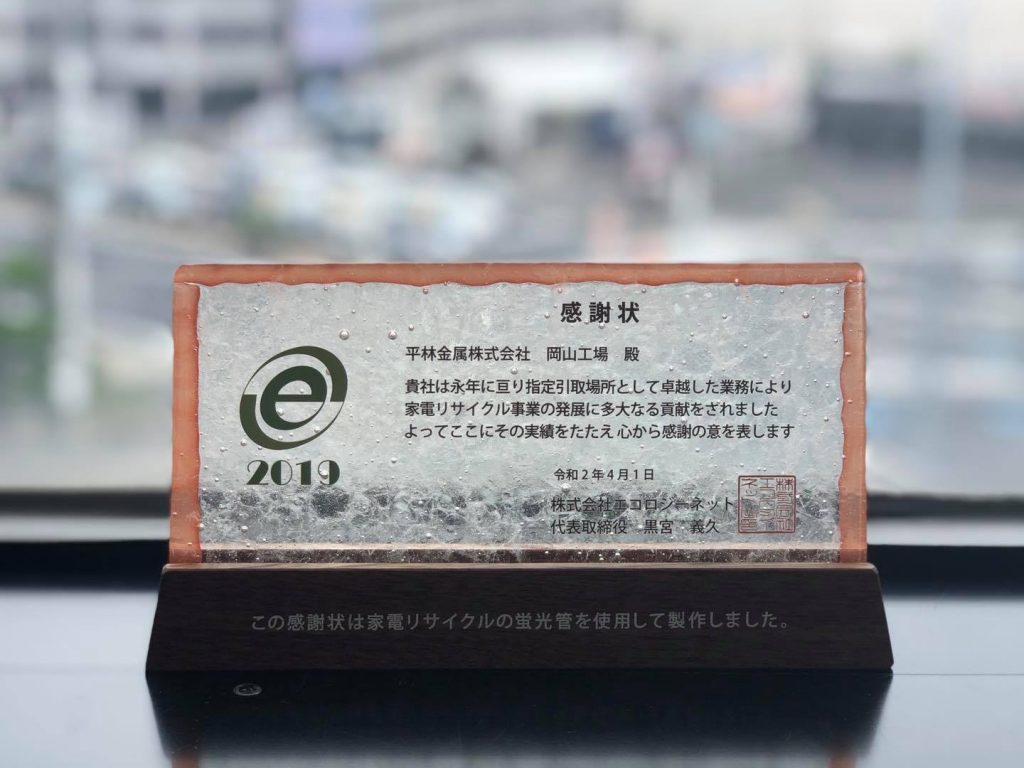 感謝状
平林金属株式会社 岡山工場 殿
貴社は永年に亘り指定引取場所として卓越した業務により
家電リサイクル事業の発展に多大なる貢献をされました
よってここにその実績をたたえ心から感謝の意を表します
e
2019
令和2年4月1日
株式会社エコロジーネット
代表取締役 黒宮 義久
この感謝状は家電リサイクルの蛍光管を使用して製作しました。